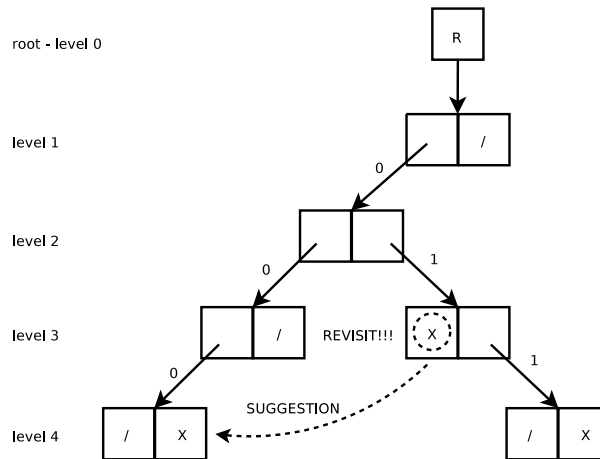 root - level 0
R
level 1
/
0
level 2
0
1
level 3
/
REVISIT!!!
X
0
1
SUGGESTION
level 4
/
X
/
X